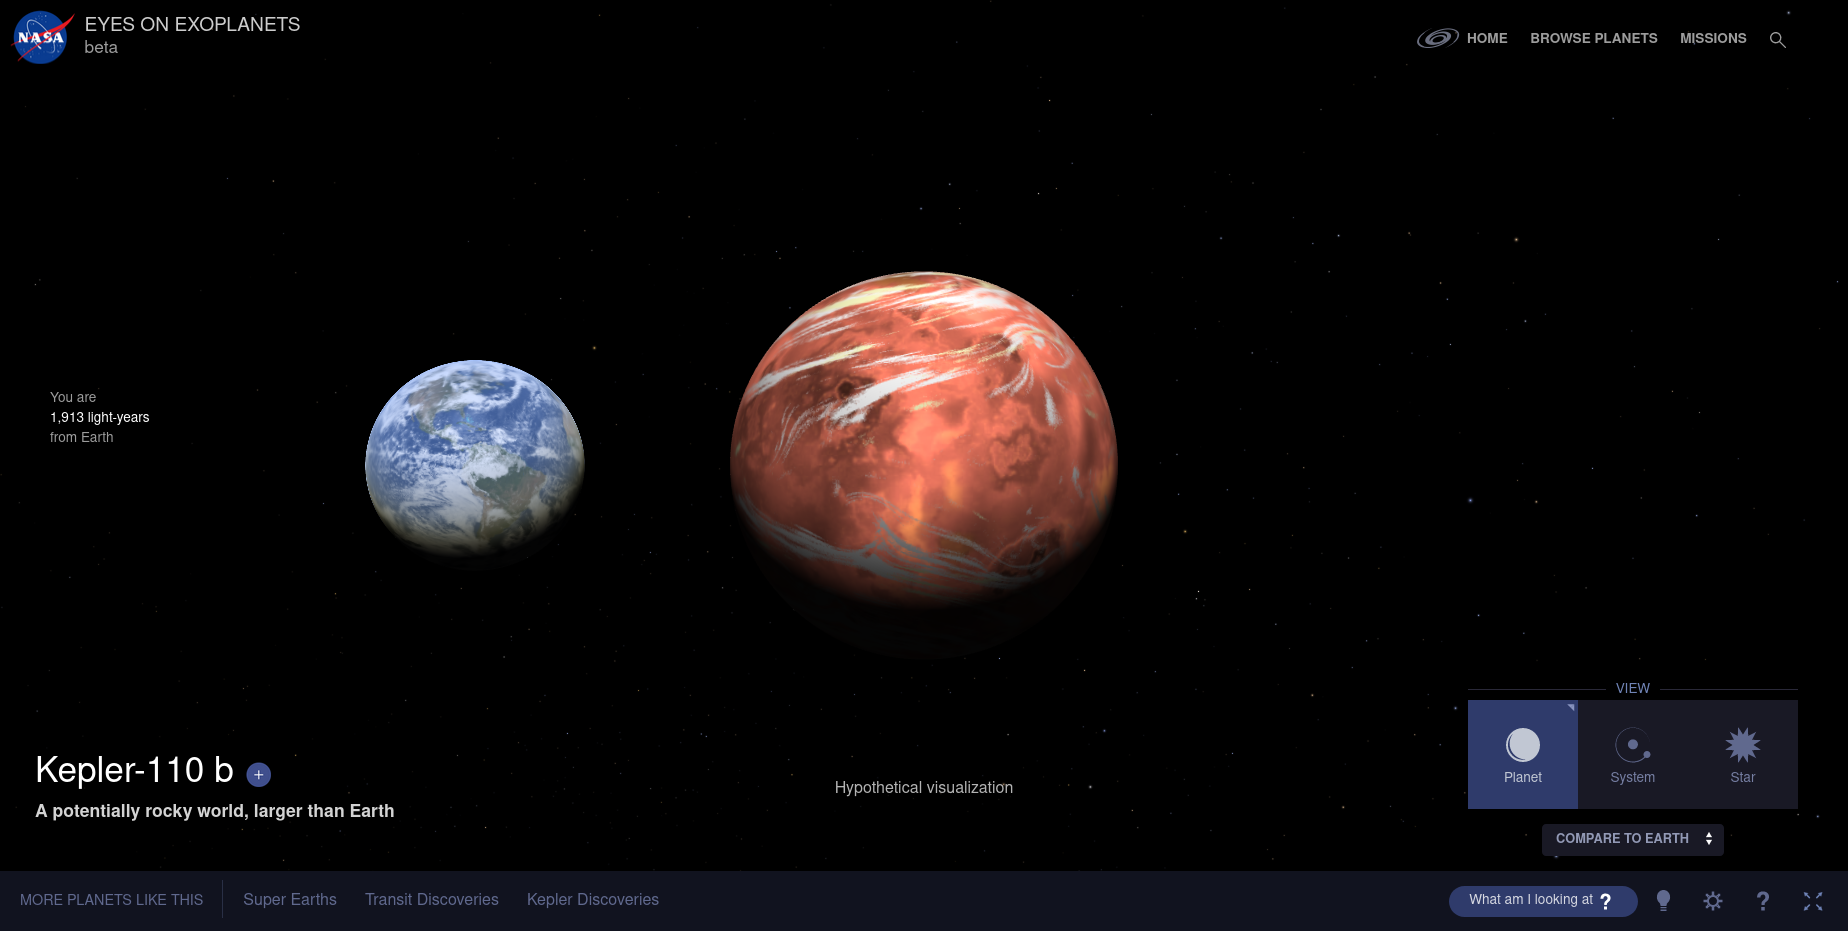 NASA
EYES ON EXOPLANETS
beta
HOME
BROWSE PLANETS
MISSIONS
You are
1,913 light-years
from Earth
Kepler-110 b +
A potentially rocky world, larger than Earth
Hypothetical visualization
VIEW
Planet
System
Star
COMPARE TO EARTH
MORE PLANETS LIKE THIS
Super Earths
Transit Discoveries
Kepler Discoveries
What am I looking at ?
?